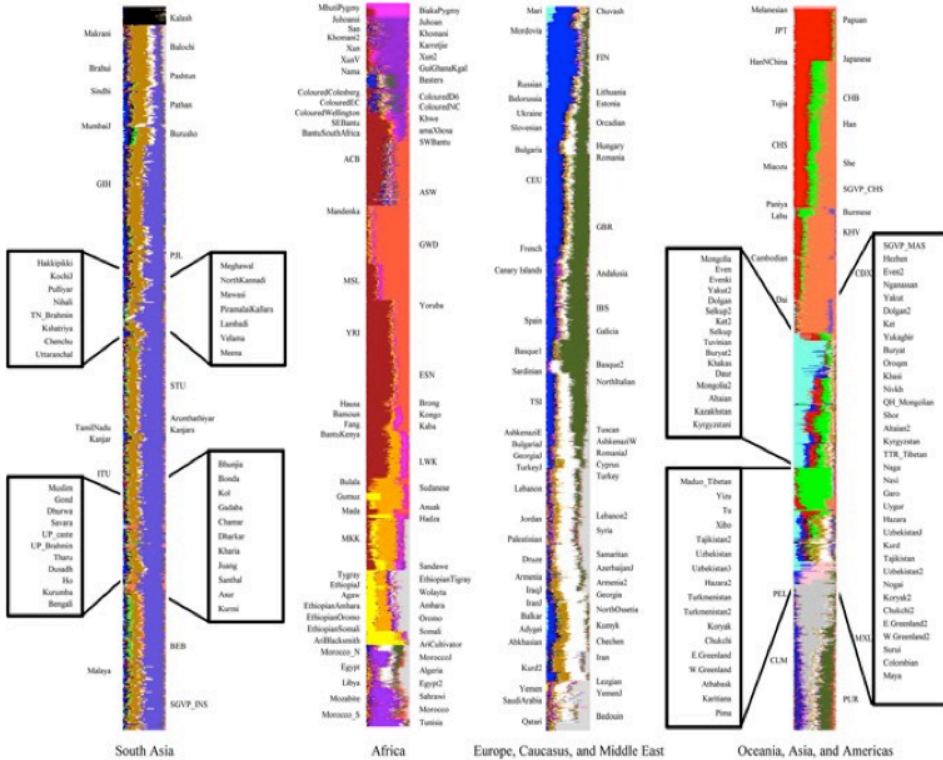 Kalash
Makrani
Balochi
Brahui
Pashtun
Sindhi
Pathan
MumbaiJ
Burusho
GIH
PJL
Hakkipikki
KochiJ
Pulliyar
Nihali
TN_Brahmin
Kshatriya
Chenchu
Uttaranchal
Meghawal
NorthKannadi
Mawasi
PiramalaiKallars
Lambadi
Velama
Meena
STU
TamilNadu
Kanjar
ArunthatNyar
Kanjars
ITU
Muslim
Gond
Dhurwa
Savara
UP_caste
UP_Brahmin
Tharu
Dusadh
Ho
Kurumba
Bengali
Bhunjia
Bonda
Kol
Gadaba
Chamar
Dharkar
Kharia
Juang
Santhal
Asur
Kurmi
BEB
Malaya
SGVP_INS
South Asia
MbutiPygmy
BiakaPygmy
Juhoansi
Juhoan
San
Khomani
Khomani2
Karretjie
Xun
Xun2
XunV
GuiGhanaKgal
Nama
Basters
ColouredColesberg
ColouredD6
ColouredEC
ColouredNC
ColouredWellington
Khwe
SEBantu
amaXhosa
BantuSouthAfrica
SWBantu
ACB
ASW
Mandenka
GWD
MSL
Yoruba
YRI
ESN
Hausa
Brong
Bamoun
Kongo
Fang
Kaba
BantuKenya
LWK
Bulala
Sudanese
Gumuz
Anuak
Mada
Hadza
MKK
Sandawe
Tygray
EthiopianTigray
EthiopiaJ
Wolayta
Agaw
Amhara
EthiopianAmhara
Oromo
EthiopianOromo
Somali
EthiopianSomali
AriCultivator
AriBlacksmith
Morocco_N
MoroccoJ
Egypt
Algeria
Libya
Egypt2
Mozabite
Sahrawi
Morocco_S
Morocco
Tunisia
Africa
Mari
Chuvash
Mordovia
FIN
Russian
Lithuania
Belorussia
Estonia
Ukraine
Orcadian
Slovenian
Hungary
Bulgaria
Romania
CEU
GBR
French
Canary Islands
Andalusia
IBS
Spain
Galicia
Basque1
Basque2
Sardinian
NorthItalian
TSI
Tuscan
AshkenaziE
AshkenaziW
BulgariaJ
RomaniaJ
GeorgiaJ
Cyprus
TurkeyJ
Turkey
Lebanon
Jordan
Lebanon2
Palestinian
Syria
Druze
Samaritan
AzerbaijanJ
Armenia
Armenia2
IraqJ
Georgia
IranJ
NorthOssetia
Balkar
Kumyk
Adygei
Chechen
Abkhasian
Iran
Kurd2
Lezgian
Yemen
YemenJ
SaudiArabia
Bedouin
Qatari
Europe, Caucasus, and Middle East
Melanesian
Papuan
JPT
Japanese
HanNChina
CHB
Tujia
Han
CHS
She
Miaozu
SGVP_CHS
Paniya
Burmese
Lahu
KHV
Cambodian
CDX
Dai
Mongolia
Even
Evenki
Yakut2
Dolgan
Selkup2
Ket2
Selkup
Tuvinian
Buryat2
Khakas
Daur
Mongolia2
Altaian
Kazakhstan
Kyrgyzstani
Maduo_Tibetan
Yizu
Tu
Xibo
Tajikistan2
Uzbekistan
Uzbekistan3
Hazara2
Turkmenistan
Turkmenistan2
Koryak
Chukchi
E.Greenland
W.Greenland
Athabask
Karitiana
Pima
SGVP_MAS
Hezhen
Even2
Nganasan
Yakut
Dolgan2
Ket
Yukaghir
Buryat
Oroqen
Khasi
Nivkh
QH_Mongolian
Shor
Altaian2
Kyrgyzstan
TTR_Tibetan
Naga
Naxi
Garo
Uygur
Hazara
UzbekistanJ
Kurd
Tajikistan
Uzbekistan2
Nogai
Koryak2
Chukchi2
E.Greenland2
W.Greenland2
Surui
Colombian
Maya
PEL
MXL
CLM
PUR
Oceania, Asia, and Americas